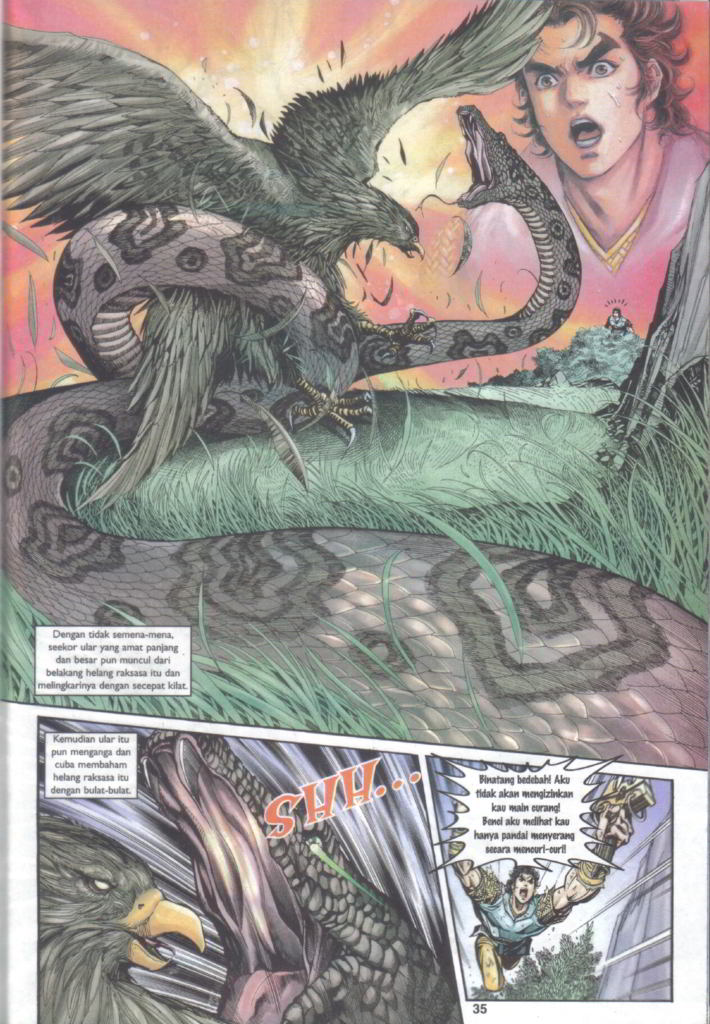 Dengan tidak semena-mena,
seekor ular yang amat panjang
dan besar pun muncul dari
belakang helang raksasa itu dan
melingkarinya dengan secepat kilat.
Kemudian ular itu
pun menganga dan
cuba membaham
helang raksasa itu
dengan bulat-bulat.
SHH...
Binatang bedebah! Aku
tidak akan mengizinkan
kau main curang!
Benci aku melihat kau
hanya pandai menyerang
secara mencuri-curi!
35